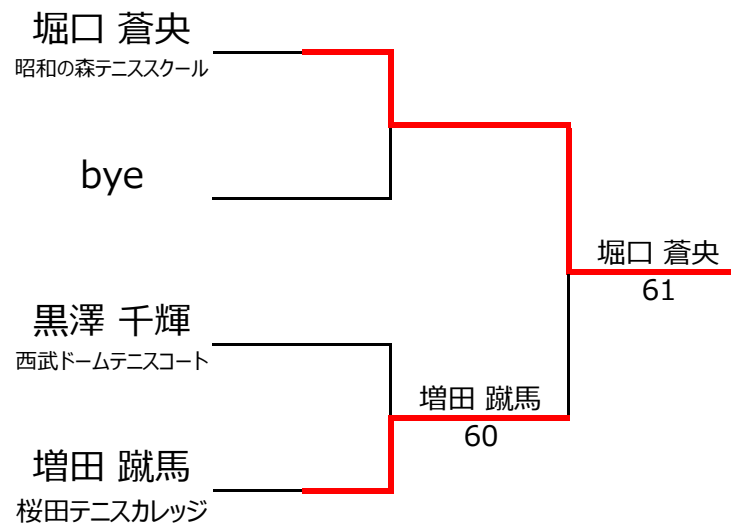 堀口 蒼央
昭和の森テニススクール
bye
堀口 蒼央
61
黒澤 千輝
西武ドームテニスコート
増田 蹴馬
60
増田 蹴馬
桜田テニスカレッジ